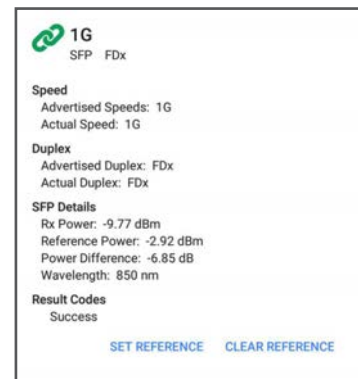 1G
SFP FDx
Speed
Advertised Speeds: 1G
Actual Speed: 1G
Duplex
Advertised Duplex: FDx
Actual Duplex: FDx
SFP Details
Rx Power: -9.77 dBm
Reference Power: -2.92 dBm
Power Difference: -6.85 dB
Wavelength: 850 nm
Result Codes
Success
SET REFERENCE CLEAR REFERENCE